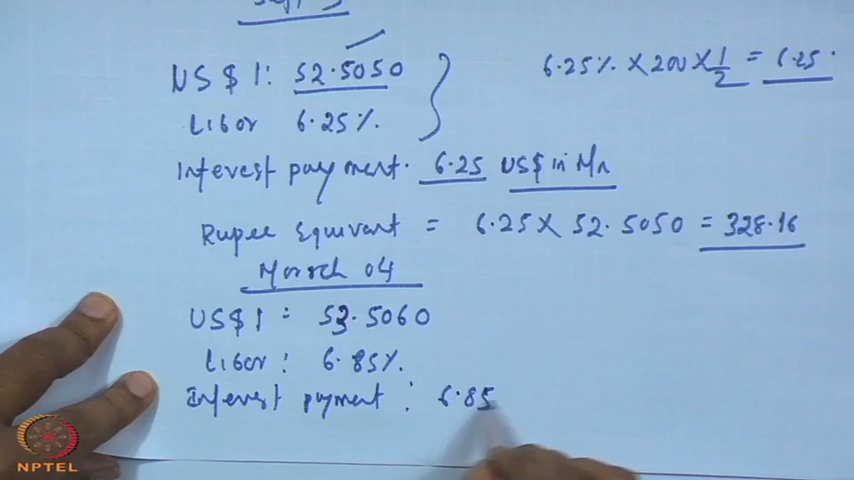 US $ 1: 52.5050
Libor 6.25%.
6.25% × 200 × 1/2 = 6.25.
Interest payment. 6.25 US$ in Mn
Rupee Equivant = 6.25 × 52.5050 = 328.16
March 04
US$ 1 = 53.5060
Libor: 6.85%.
Interest payment: 6.85
NPTEL